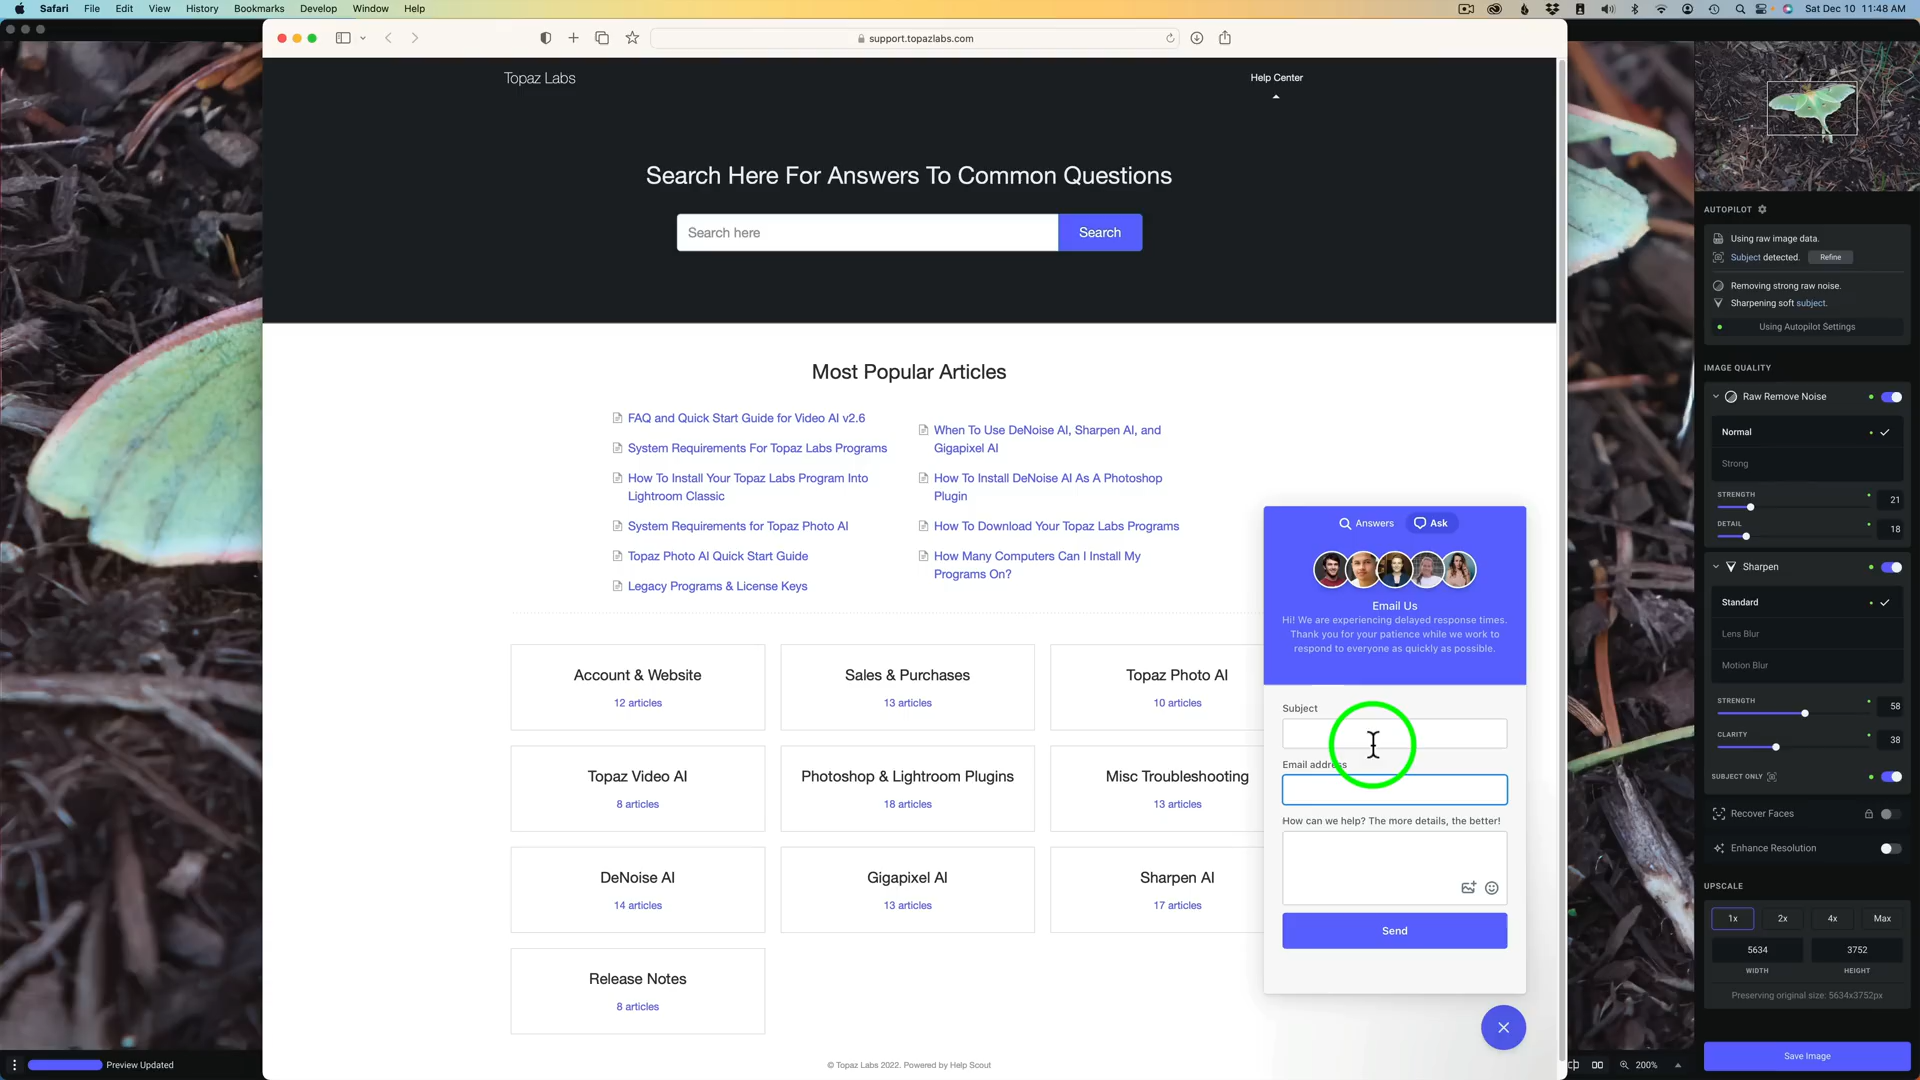 Safari File Edit View History Bookmarks Develop Window Help
Sat Dec 10 11:48 AM
support.topazlabs.com
Topaz Labs
Help Center
Search Here For Answers To Common Questions
Search here
Search
Most Popular Articles
FAQ and Quick Start Guide for Video AI v2.6
System Requirements For Topaz Labs Programs
How To Install Your Topaz Labs Program Into
Lightroom Classic
System Requirements for Topaz Photo AI
Topaz Photo AI Quick Start Guide
Legacy Programs & License Keys
When To Use DeNoise AI, Sharpen AI, and
Gigapixel AI
How To Install DeNoise AI As A Photoshop
Plugin
How To Download Your Topaz Labs Programs
How Many Computers Can I Install My
Programs On?
Account & Website
12 articles
Sales & Purchases
13 articles
Topaz Photo AI
10 articles
Topaz Video AI
8 articles
Photoshop & Lightroom Plugins
18 articles
Misc Troubleshooting
13 articles
DeNoise AI
14 articles
Gigapixel AI
13 articles
Sharpen AI
17 articles
Release Notes
8 articles
© Topaz Labs 2022. Powered by Help Scout
Answers
Ask
Email Us
Hi! We are experiencing delayed response times.
Thank you for your patience while we work to
respond to everyone as quickly as possible.
Subject
Email address
How can we help? The more details, the better!
Send
AUTOPILOT
Using raw image data.
Subject detected. Refine
Removing strong raw noise.
Sharpening soft subject.
Using Autopilot Settings
IMAGE QUALITY
Raw Remove Noise
Normal
Strong
STRENGTH 21
DETAIL 18
Sharpen
Standard
Lens Blur
Motion Blur
STRENGTH 58
CLARITY 38
SUBJECT ONLY
Recover Faces
Enhance Resolution
UPSCALE
1x 2x 4x Max
5634 3752
WIDTH HEIGHT
Preserving original size: 5634x3752px
Save Image
Preview Updated
200%